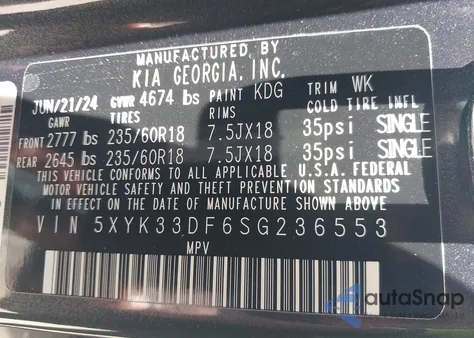 MANUFACTURED BY
KIA GEORGIA, INC.
JUN/21/24 GVWR 4674 lbs PAINT KDG TRIM WK
GAWR TIRES RIMS COLD TIRE INFL
FRONT 2777 lbs 235/60R18 7.5JX18 35psi SINGLE
REAR 2645 lbs 235/60R18 7.5JX18 35psi SINGLE
THIS VEHICLE CONFORMS TO ALL APPLICABLE U.S.A. FEDERAL
MOTOR VEHICLE SAFETY AND THEFT PREVENTION STANDARDS
IN EFFECT ON THE DATE OF MANUFACTURE SHOWN ABOVE
VIN 5XYK33DF6SG236553
MPV
autaSnap